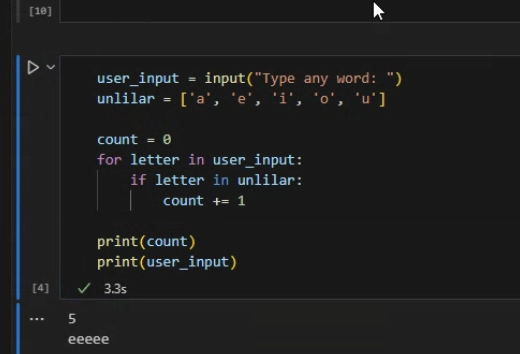 [10]
user_input = input("Type any word: ")
unlilar = ['a', 'e', 'i', 'o', 'u']
count = 0
for letter in user_input:
if letter in unlilar:
count += 1
print(count)
print(user_input)
[4] 3.3s
5
eeeee